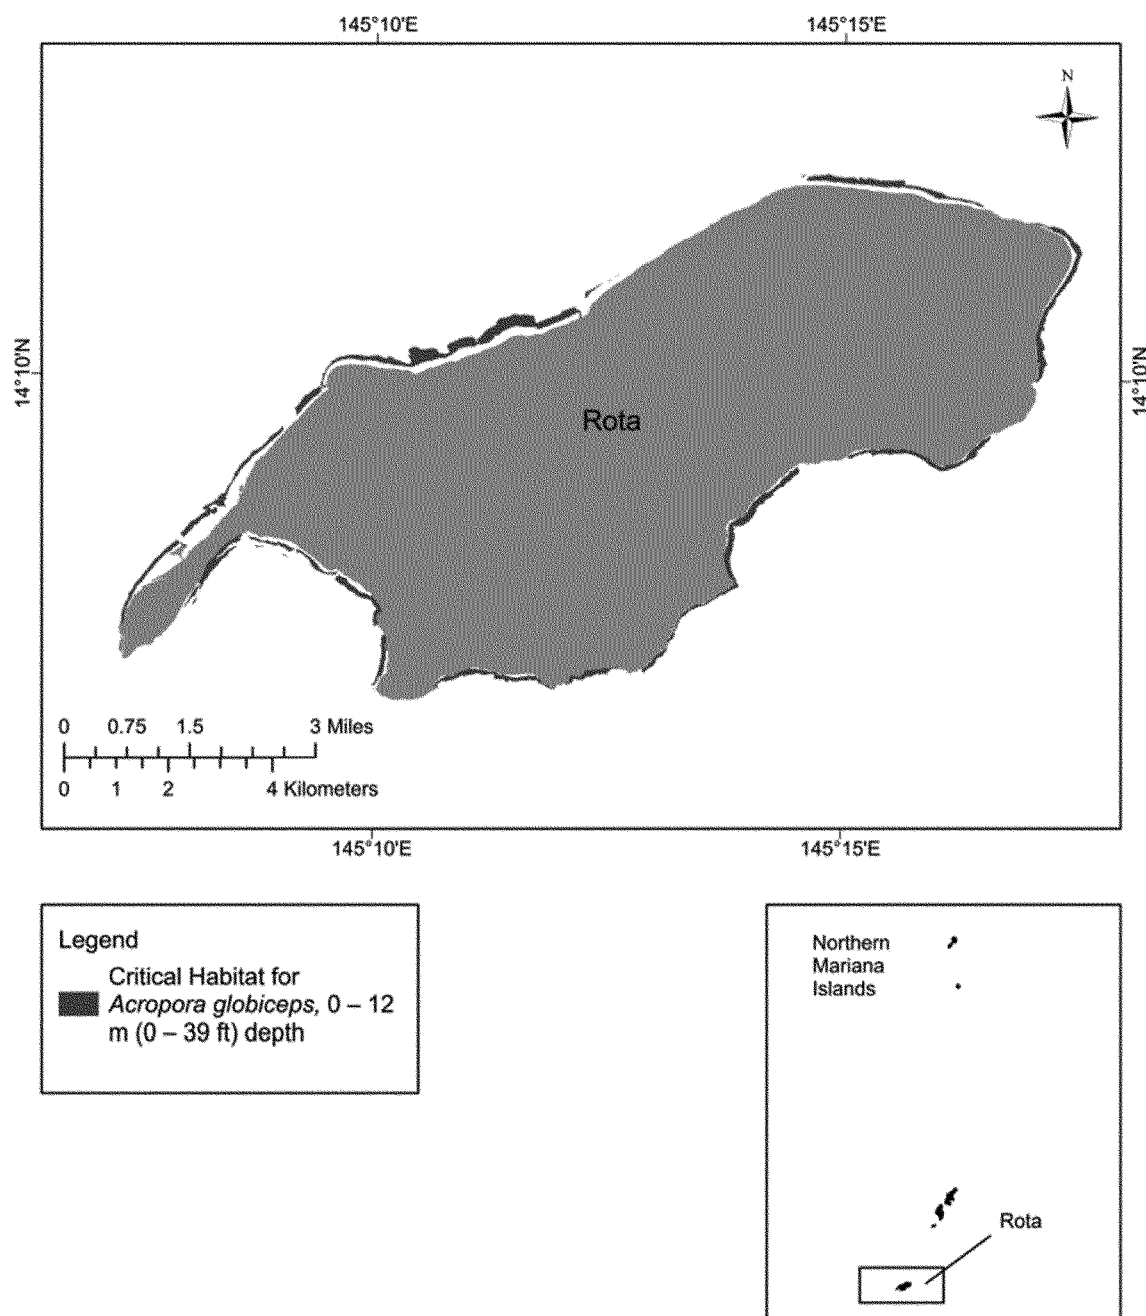 145°10'E
145°15'E
N
14°10'N
14°10'N
Rota
0 0.75 1.5 3 Miles
0 1 2 4 Kilometers
145°10'E
145°15'E
Legend
Critical Habitat for
Acropora globiceps, 0 – 12
m (0 – 39 ft) depth
Northern
Mariana
Islands
Rota